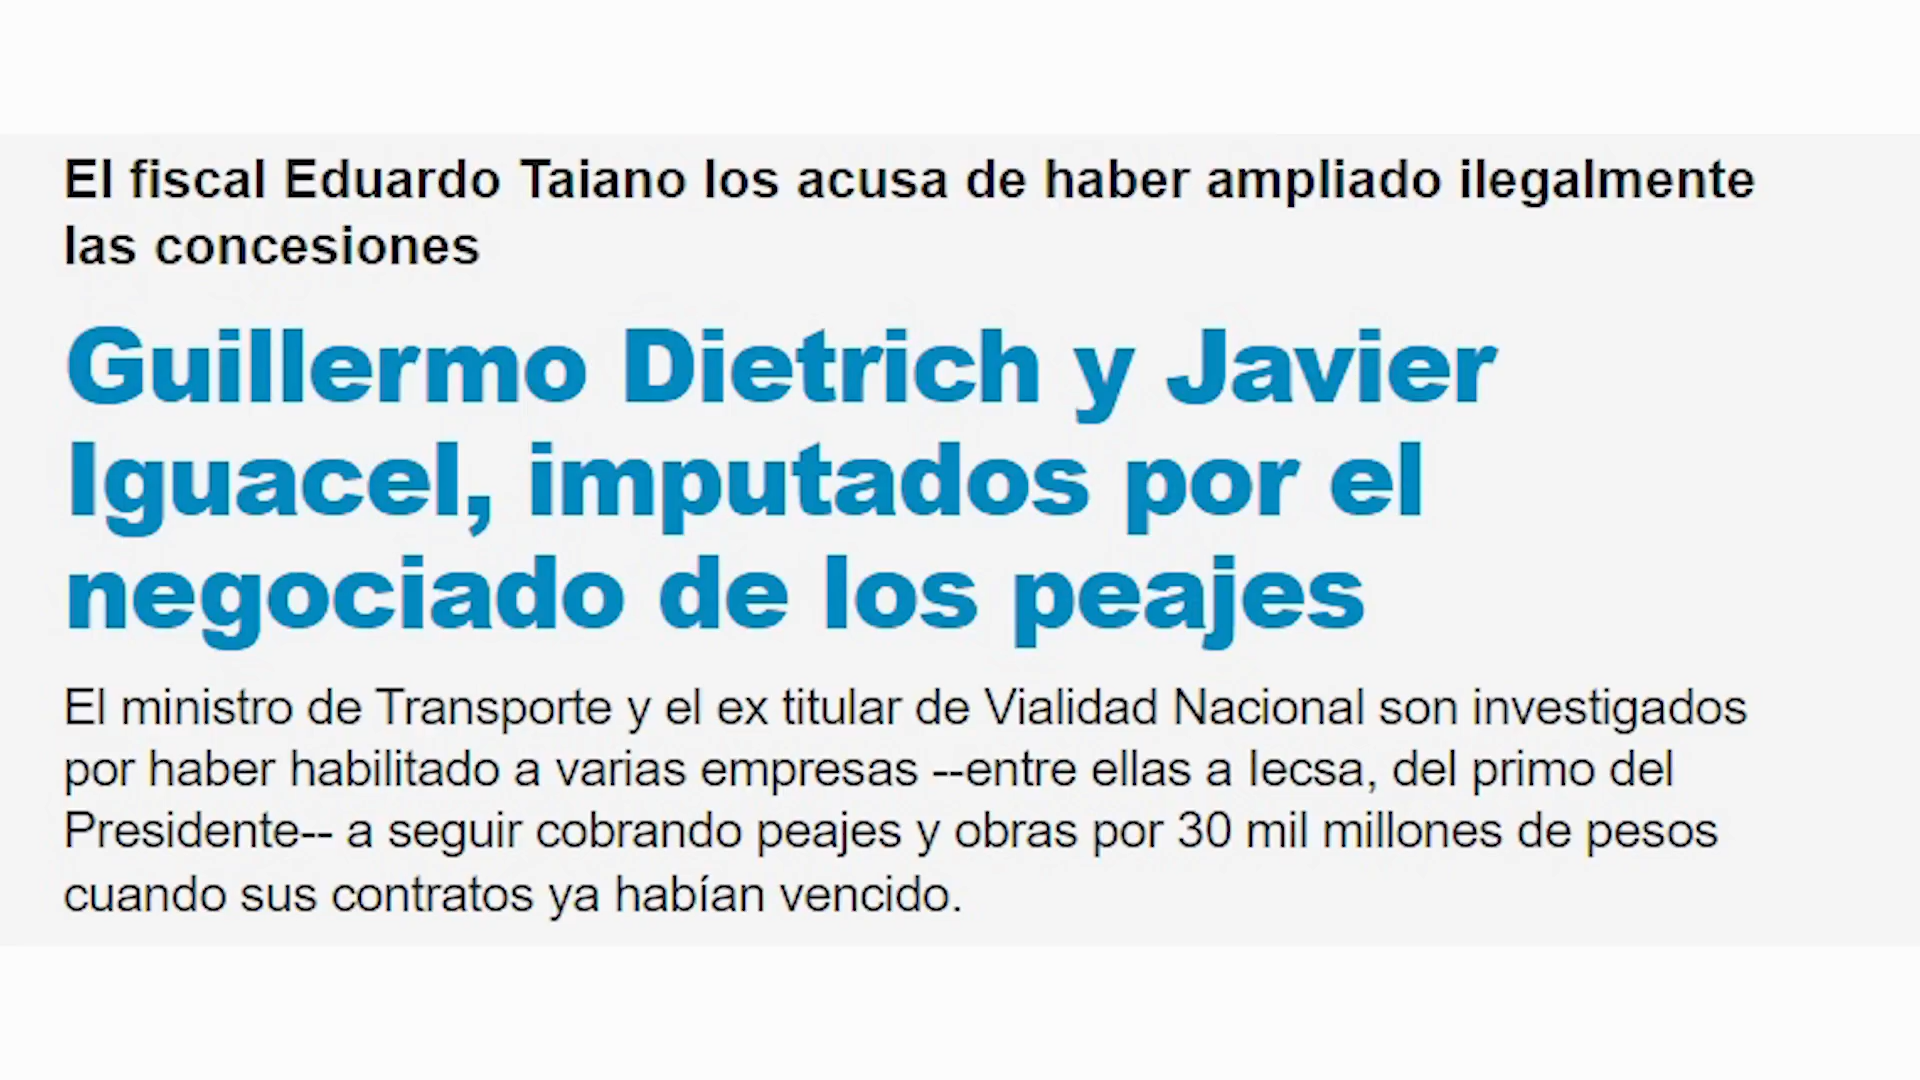 El fiscal Eduardo Taiano los acusa de haber ampliado ilegalmente
las concesiones
Guillermo Dietrich y Javier
Iguacel, imputados por el
negociado de los peajes
El ministro de Transporte y el ex titular de Vialidad Nacional son investigados
por haber habilitado a varias empresas --entre ellas a Iecsa, del primo del
Presidente-- a seguir cobrando peajes y obras por 30 mil millones de pesos
cuando sus contratos ya habían vencido.